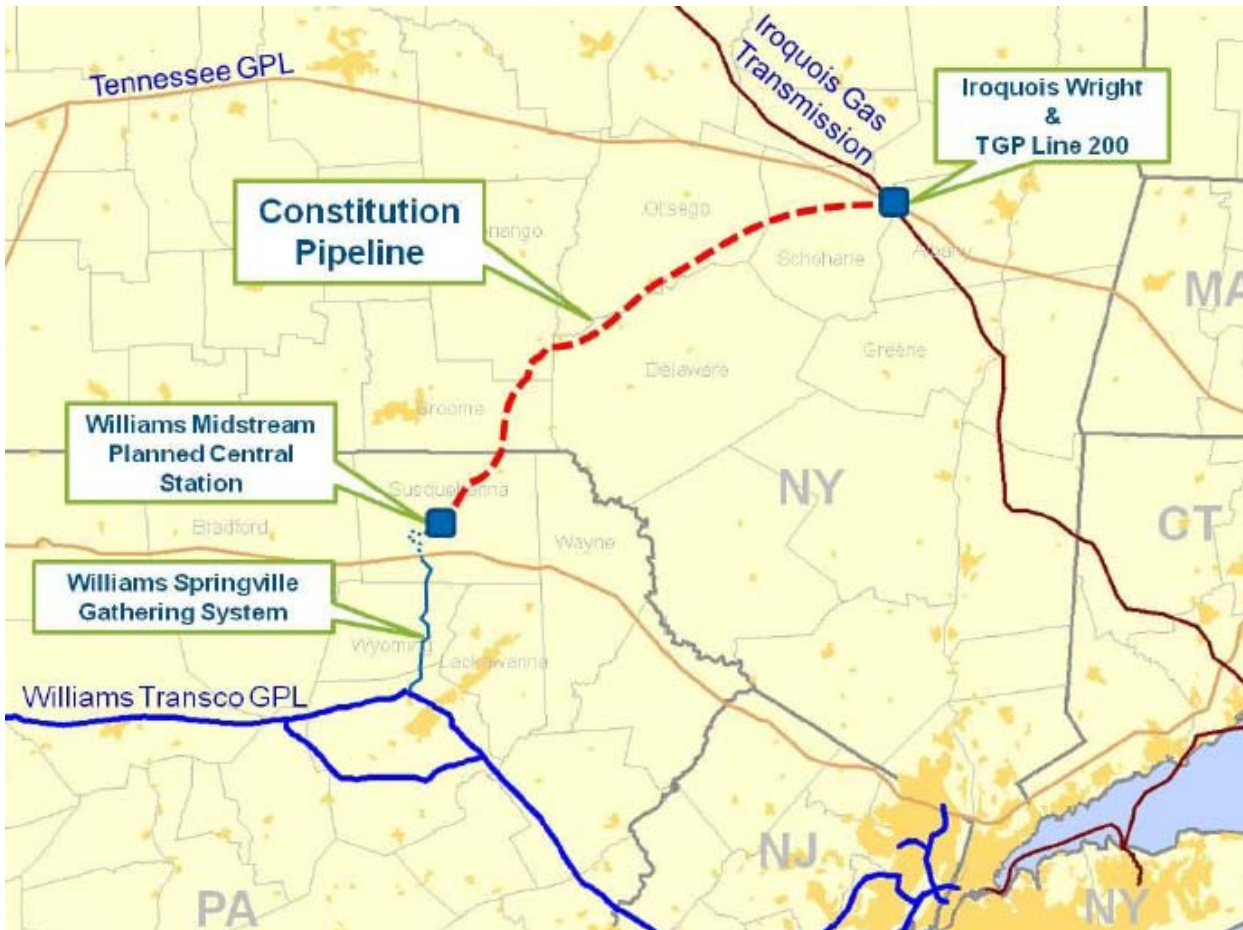 Tennessee GPL
Iroquois Gas
Transmission
Iroquois Wright
&
TGP Line 200
Constitution
Pipeline
Otsego
Schoharie
Albany
MA
Delaware
Greene
Broome
Williams Midstream
Planned Central
Station
Susquehanna
NY
CT
Bradford
Wayne
Williams Springville
Gathering System
Wyoming
Lackawanna
Williams Transco GPL
NJ
PA
NY